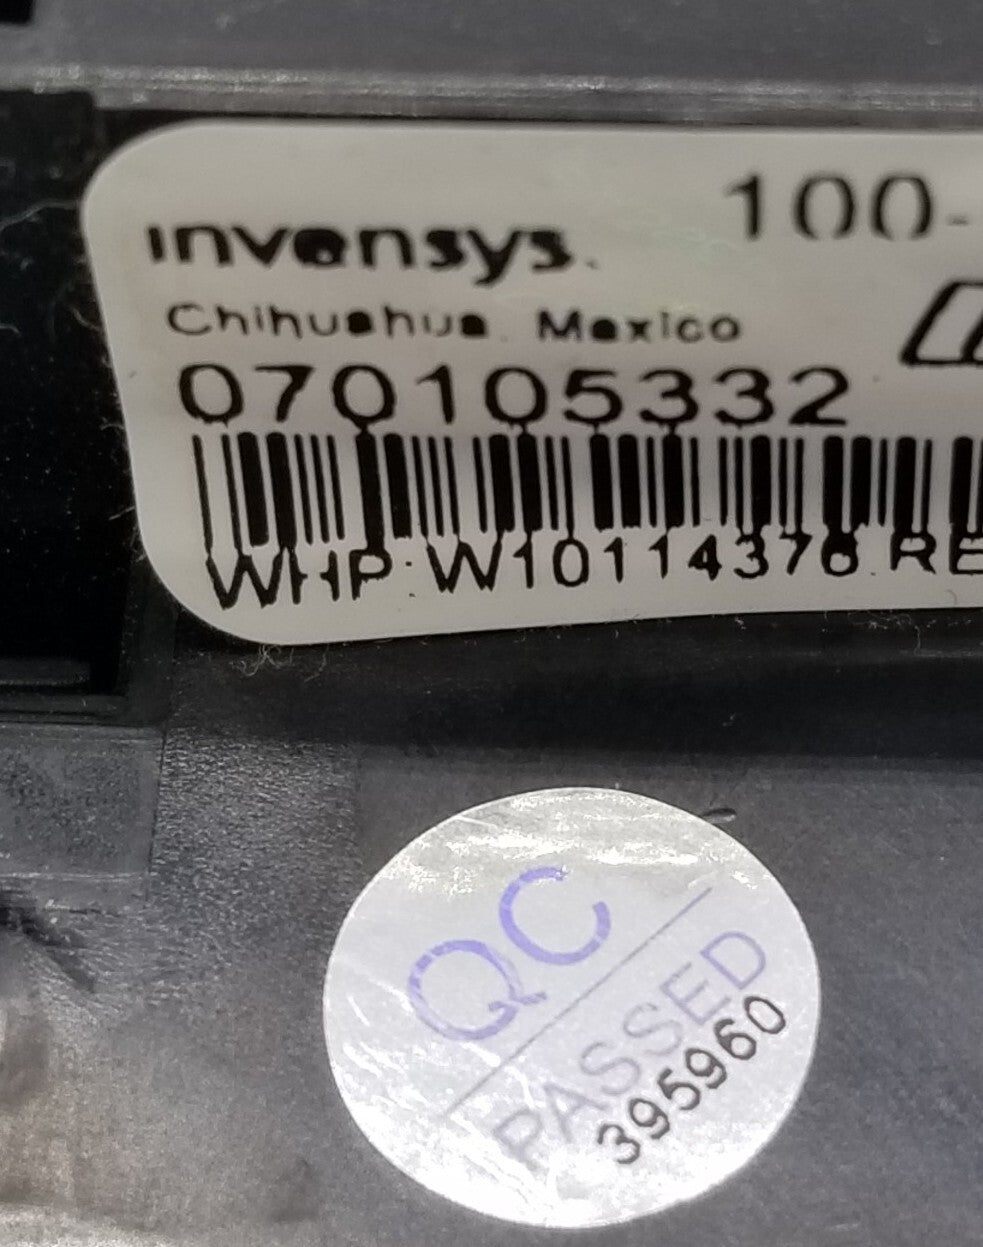 invensys.
100-
Chihuahua Mexico
070105332
WHP W10114376 RE
QC
PASSED
395960